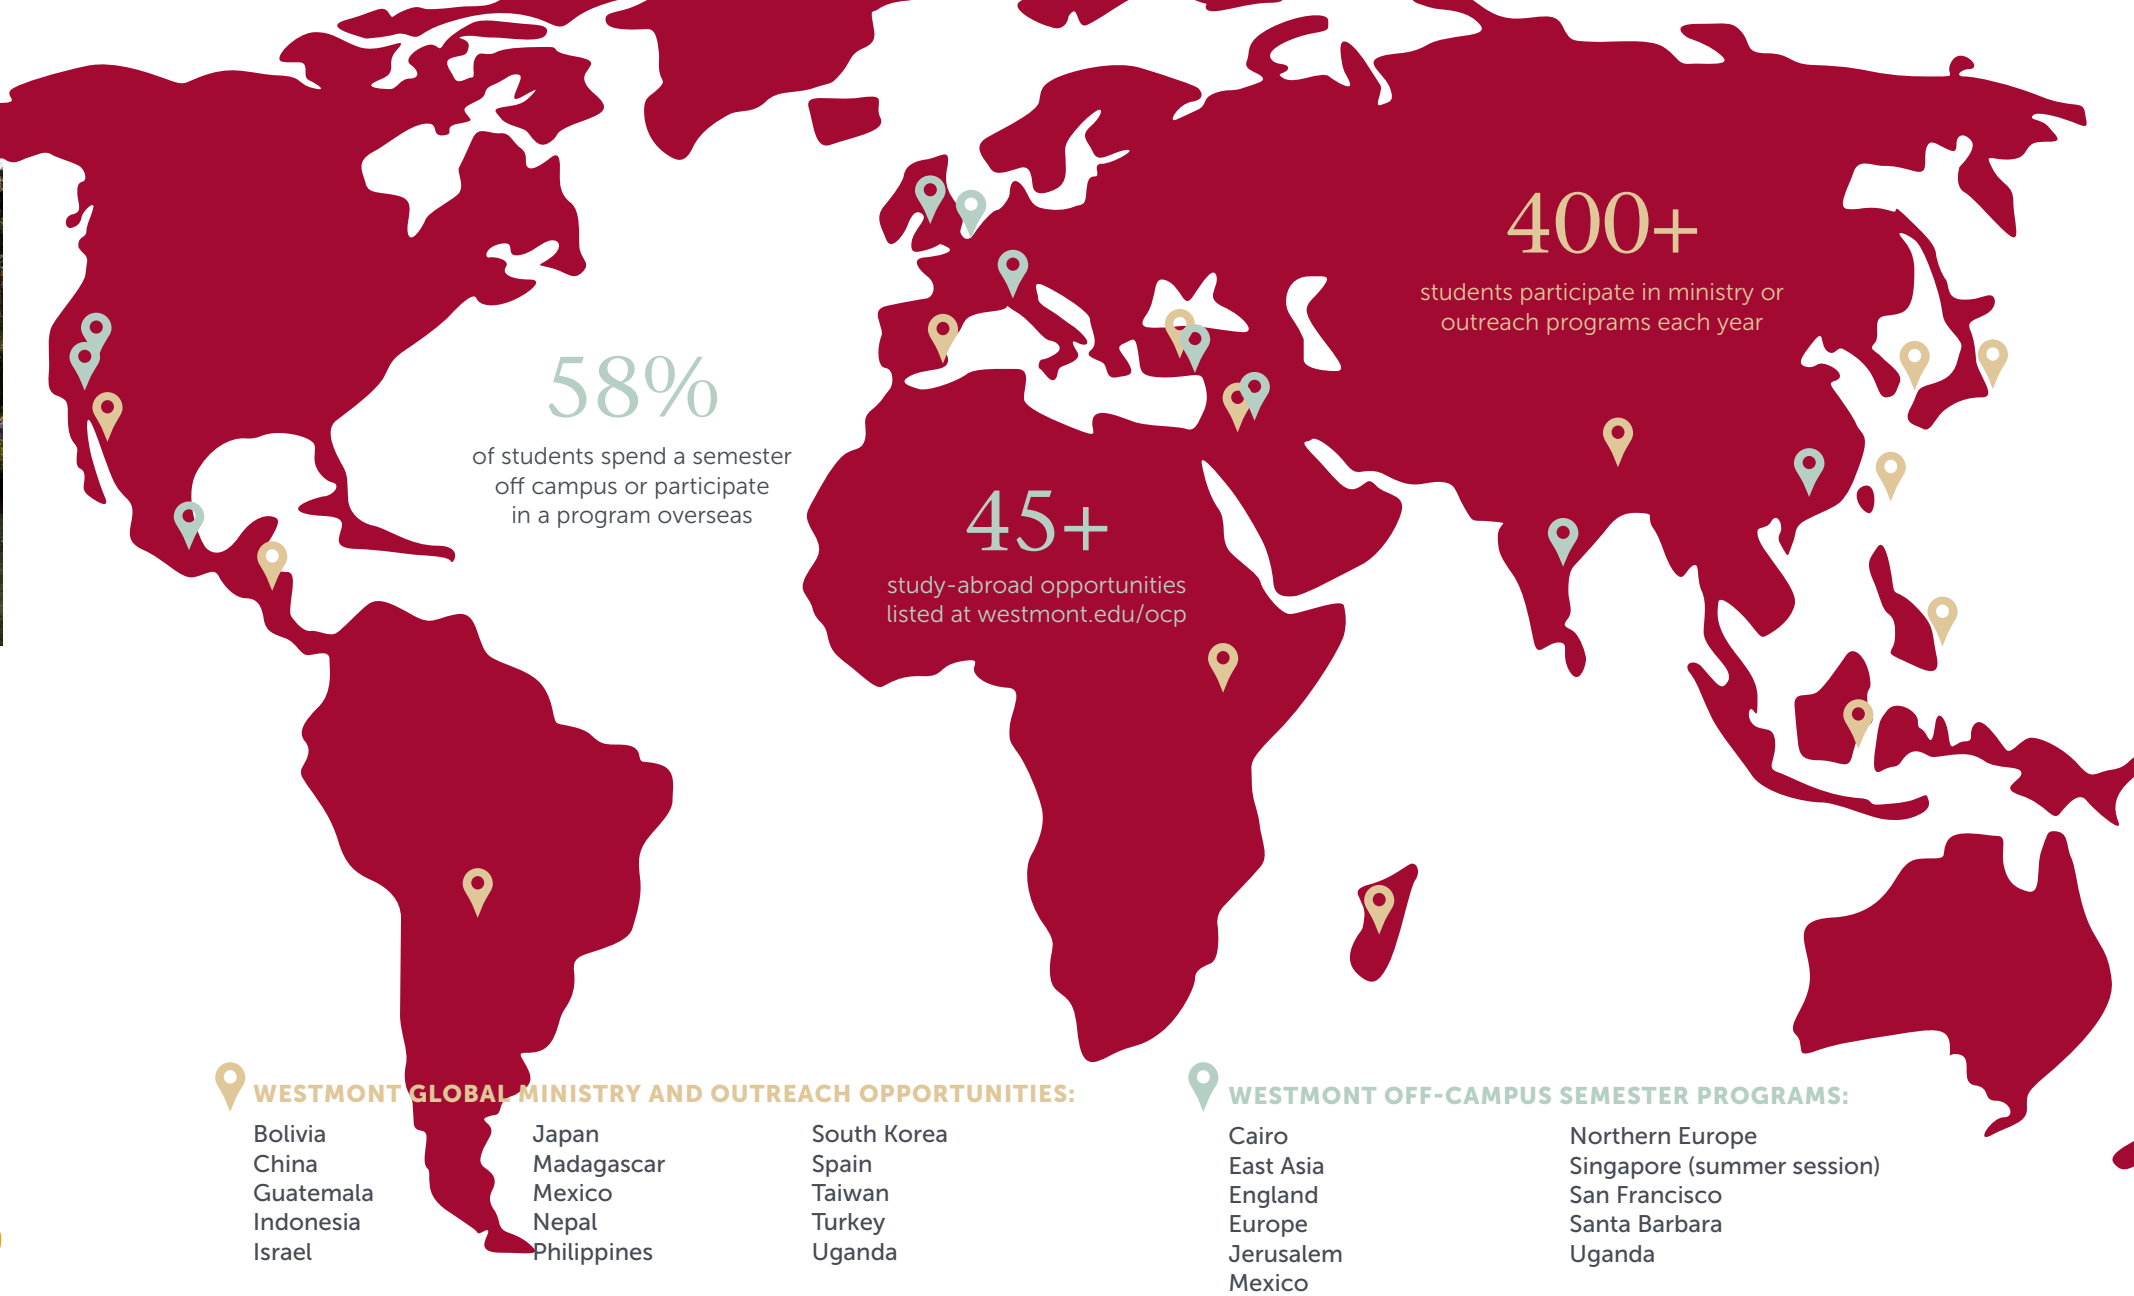 400+
students participate in ministry or
outreach programs each year
58%
of students spend a semester
off campus or participate
in a program overseas
45+
study-abroad opportunities
listed at westmont.edu/ocp
WESTMONT GLOBAL MINISTRY AND OUTREACH OPPORTUNITIES:
Bolivia
China
Guatemala
Indonesia
Israel
Japan
Madagascar
Mexico
Nepal
Philippines
South Korea
Spain
Taiwan
Turkey
Uganda
WESTMONT OFF-CAMPUS SEMESTER PROGRAMS:
Cairo
East Asia
England
Europe
Jerusalem
Mexico
Northern Europe
Singapore (summer session)
San Francisco
Santa Barbara
Uganda